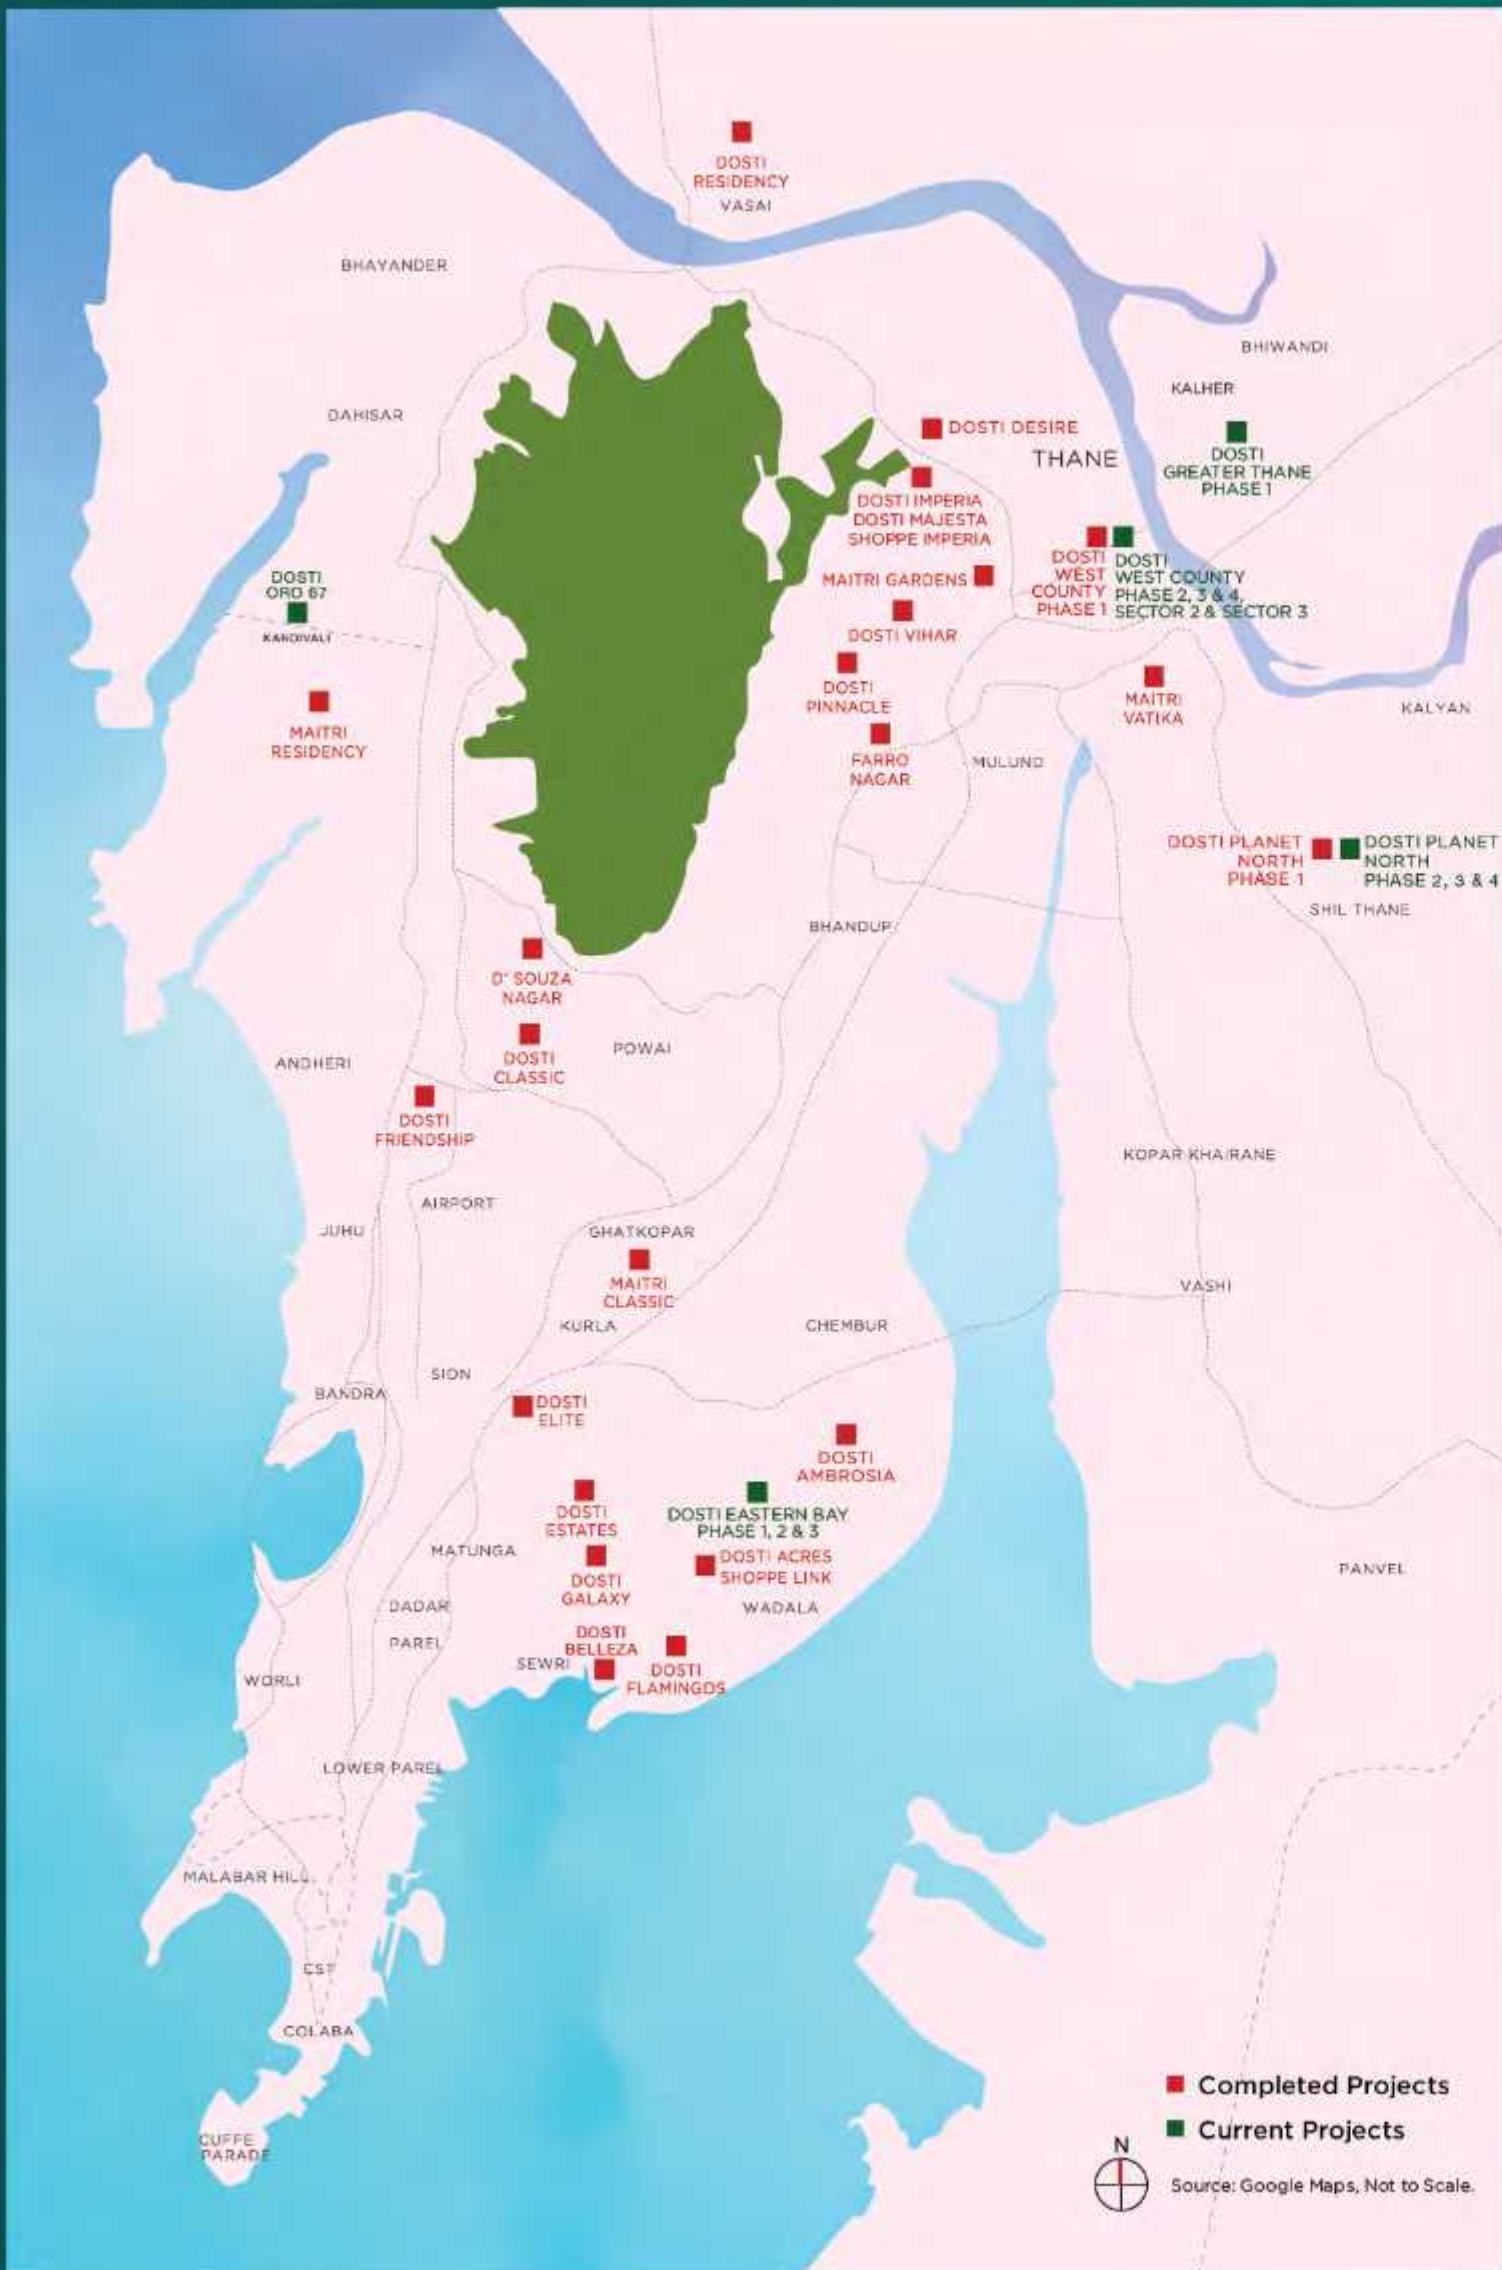 DOSTI
RESIDENCY
VASAI
BHAYANDER
BHIWANDI
KALHER
DAHISAR
DOSTI DESIRE
THANE
DOSTI
GREATER THANE
PHASE 1
DOSTI IMPERIA
DOSTI MAJESTA
SHOPPE IMPERIA
DOSTI
WEST
COUNTY
PHASE 1
DOSTI
WEST COUNTY
PHASE 2, 3 & 4,
SECTOR 2 & SECTOR 3
DOSTI
ORO 67
KANDIVALI
MAITRI GARDENS
DOSTI VIHAR
DOSTI
PINNACLE
MAITRI
VATIKA
KALYAN
MAITRI
RESIDENCY
FARRO
NAGAR
MULUND
DOSTI PLANET
NORTH
PHASE 1
DOSTI PLANET
NORTH
PHASE 2, 3 & 4
SHIL THANE
BHANDUP
D' SOUZA
NAGAR
DOSTI
CLASSIC
POWAI
ANDHERI
DOSTI
FRIENDSHIP
KOPAR KHAIRANE
AIRPORT
JUHU
GHATKOPAR
MAITRI
CLASSIC
VASHI
KURLA
CHEMBUR
SION
BANDRA
DOSTI
ELITE
DOSTI
AMBROSIA
DOSTI
ESTATES
DOSTI EASTERN BAY
PHASE 1, 2 & 3
MATUNGA
DOSTI
GALAXY
DOSTI ACRES
SHOPPE LINK
PANVEL
DADAR
WADALA
PAREL
DOSTI
BELLEZA
SEWRI
DOSTI
FLAMINGOS
WORLI
LOWER PAREL
MALABAR HILL
CST
COLABA
CUFFE
PARADE
Completed Projects
Current Projects
N
Source: Google Maps, Not to Scale.